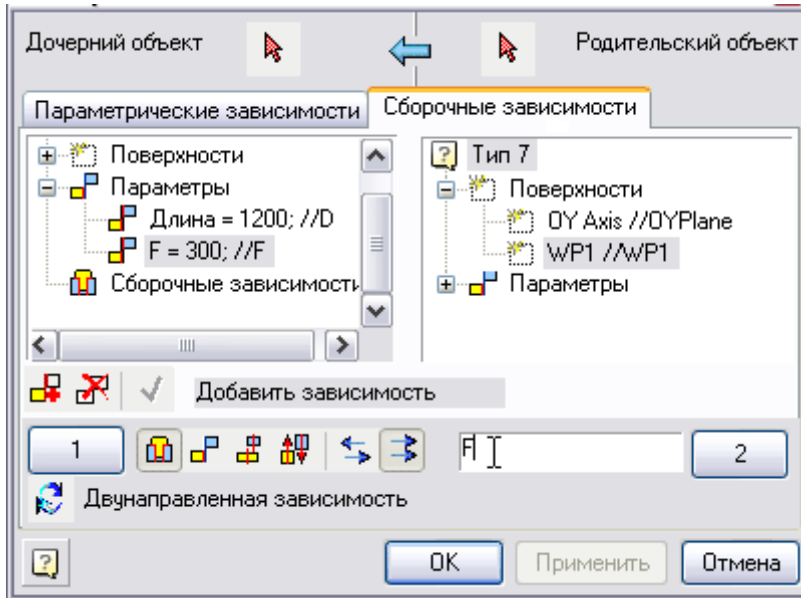 Дочерний объект
Родительский объект
Параметрические зависимости
Сборочные зависимости
Поверхности
Параметры
Длина = 1200; //D
F = 300; //F
Сборочные зависимости
Тип 7
Поверхности
OY Axis //OYPlane
WP1 //WP1
Параметры
Добавить зависимость
1
F
2
Двунаправленная зависимость
?
OK
Применить
Отмена